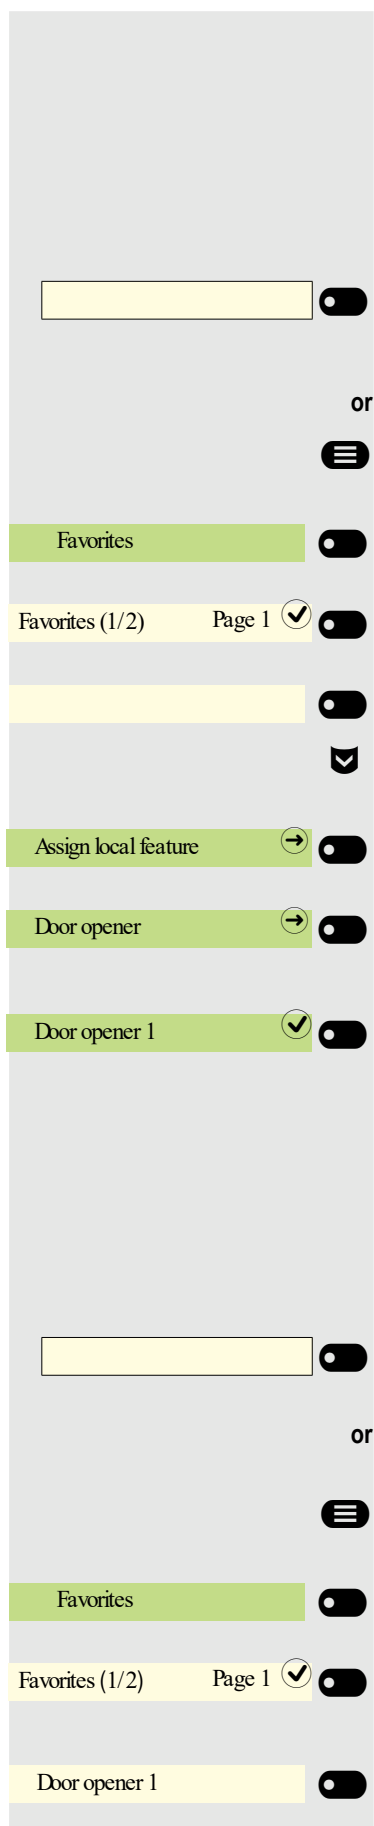 or
Favorites
Favorites (1/2) Page 1
Assign local feature
Door opener
Door opener 1
or
Favorites
Favorites (1/2) Page 1
Door opener 1